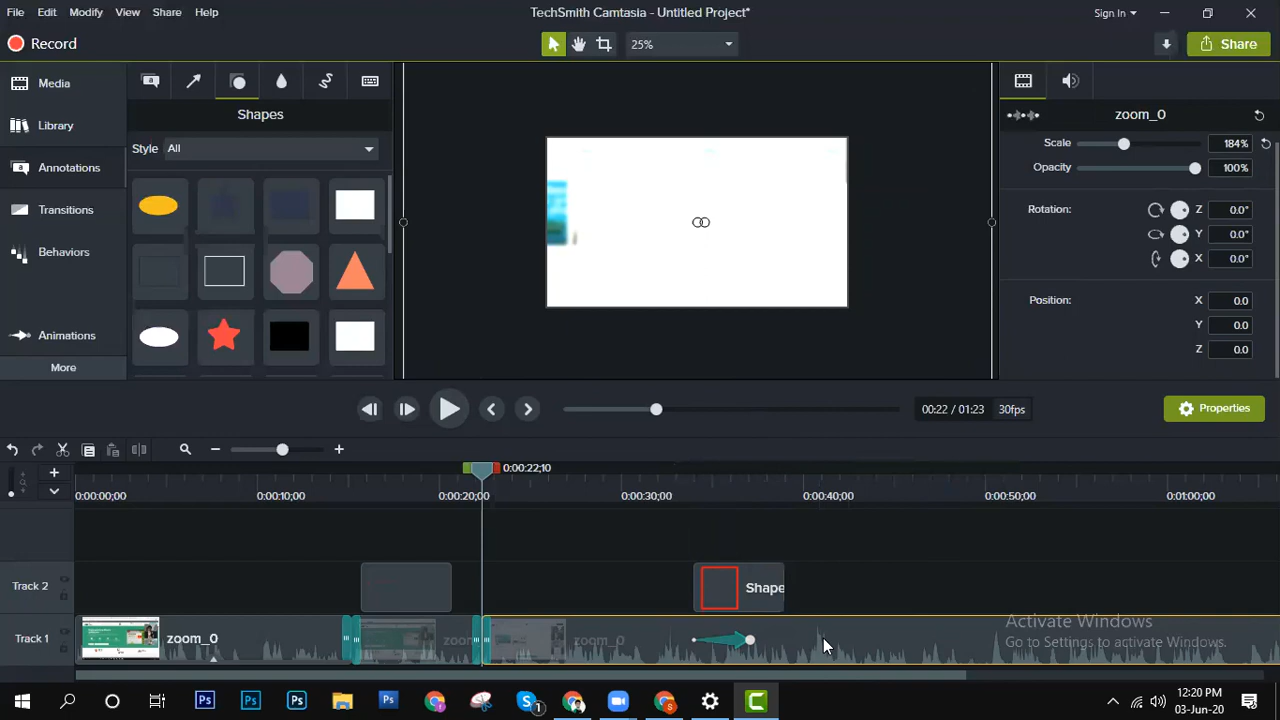 File Edit Modify View Share Help TechSmith Camtasia - Untitled Project* Sign In
Record 25% Share
Media
Library
Annotations
Transitions
Behaviors
Animations
More
Shapes
Style All
zoom_0
Scale 184%
Opacity 100%
Rotation: Z 0.0°
Y 0.0°
X 0.0°
Position: X 0.0
Y 0.0
Z 0.0
00:22 / 01:23 30fps Properties
0:00:22;10
0:00:00;00 0:00:10;00 0:00:20;00 0:00:30;00 0:00:40;00 0:00:50;00 0:01:00;00
Track 2 Shape
Track 1 zoom_0 zoom_0
Activate Windows
Go to Settings to activate Windows.
Ps Ps Ps Ps S 1 S C
12:20 PM
03-Jun-20